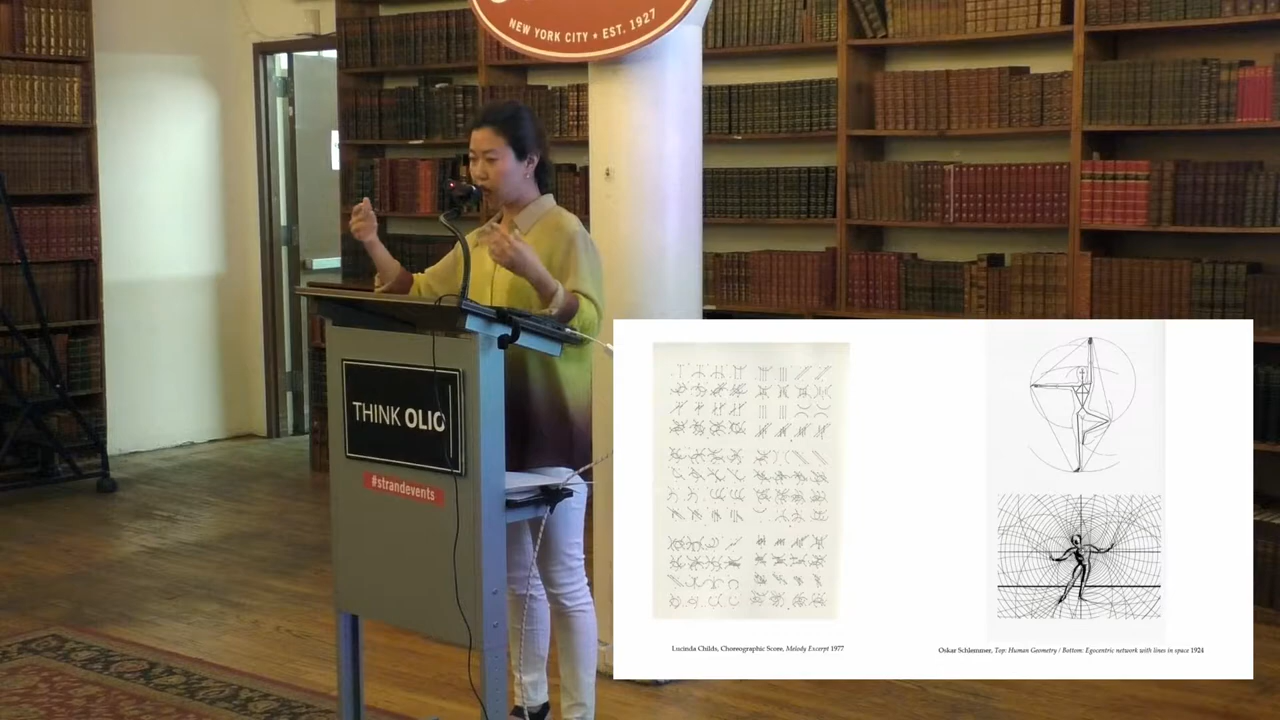 NEW YORK CITY ★ EST. 1927
THINK OLIO
#strandevents
Lucinda Childs, Choreographic Score, Melody Excerpt 1977
Oskar Schlemmer, Top: Human Geometry / Bottom: Egocentric network with lines in space 1924